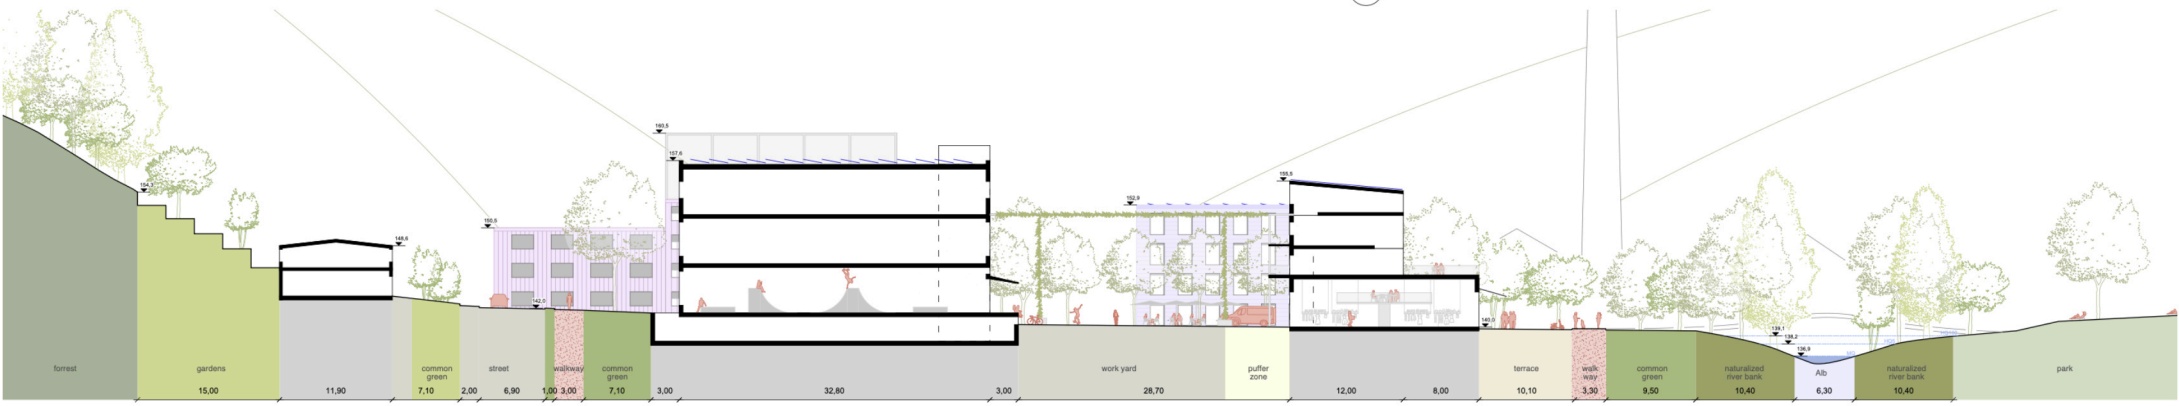 160,5
157,6
155,5
154,3
152,9
150,5
148,6
142,0
140,0
139,1
138,2
136,9
forrest
gardens
common
green
street
walkway
common
green
work yard
puffer
zone
terrace
walk
way
common
green
naturalized
river bank
Alb
naturalized
river bank
park
15,00
11,90
7,10
2,00
6,90
1,00
3,00
7,10
3,00
32,80
3,00
28,70
12,00
8,00
10,10
3,30
9,50
10,40
6,30
10,40